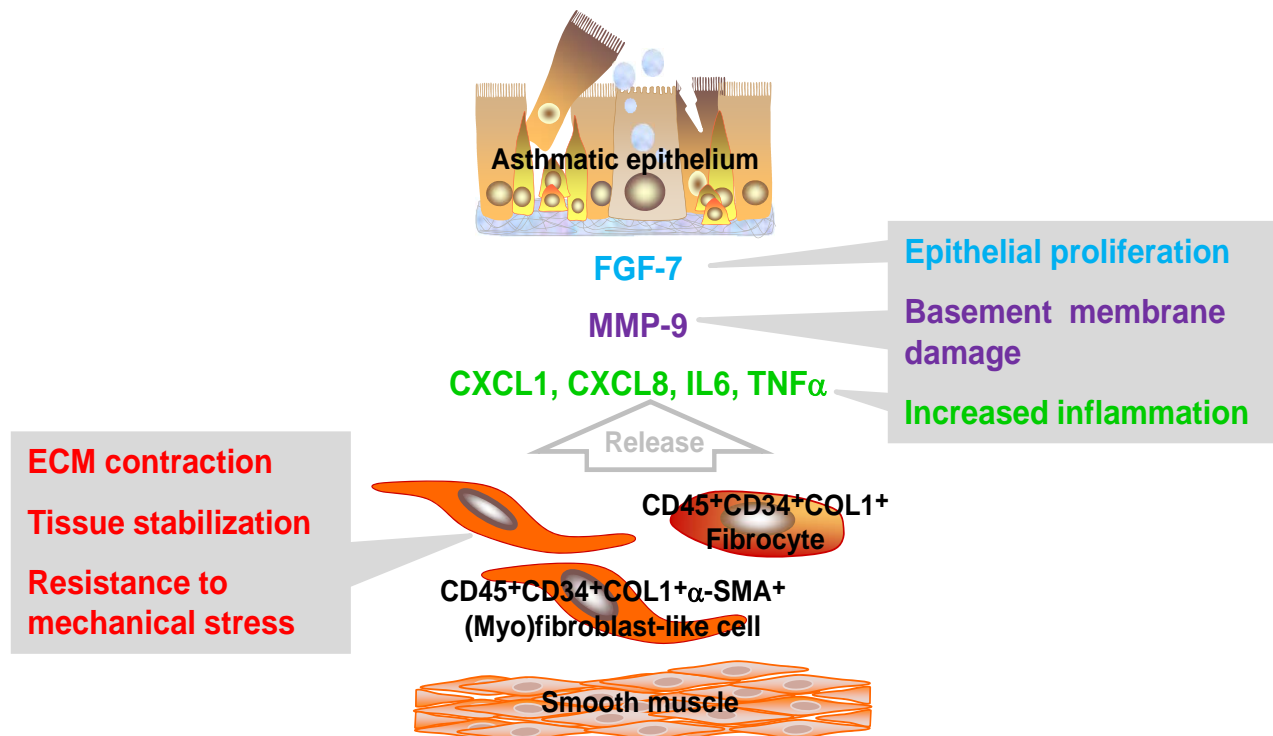 Asthmatic epithelium
FGF-7
MMP-9
CXCL1, CXCL8, IL6, TNFα
Epithelial proliferation
Basement membrane
damage
Increased inflammation
Release
ECM contraction
Tissue stabilization
Resistance to
mechanical stress
CD45⁺CD34⁺COL1⁺
Fibrocyte
CD45⁺CD34⁺COL1⁺α-SMA⁺
(Myo)fibroblast-like cell
Smooth muscle